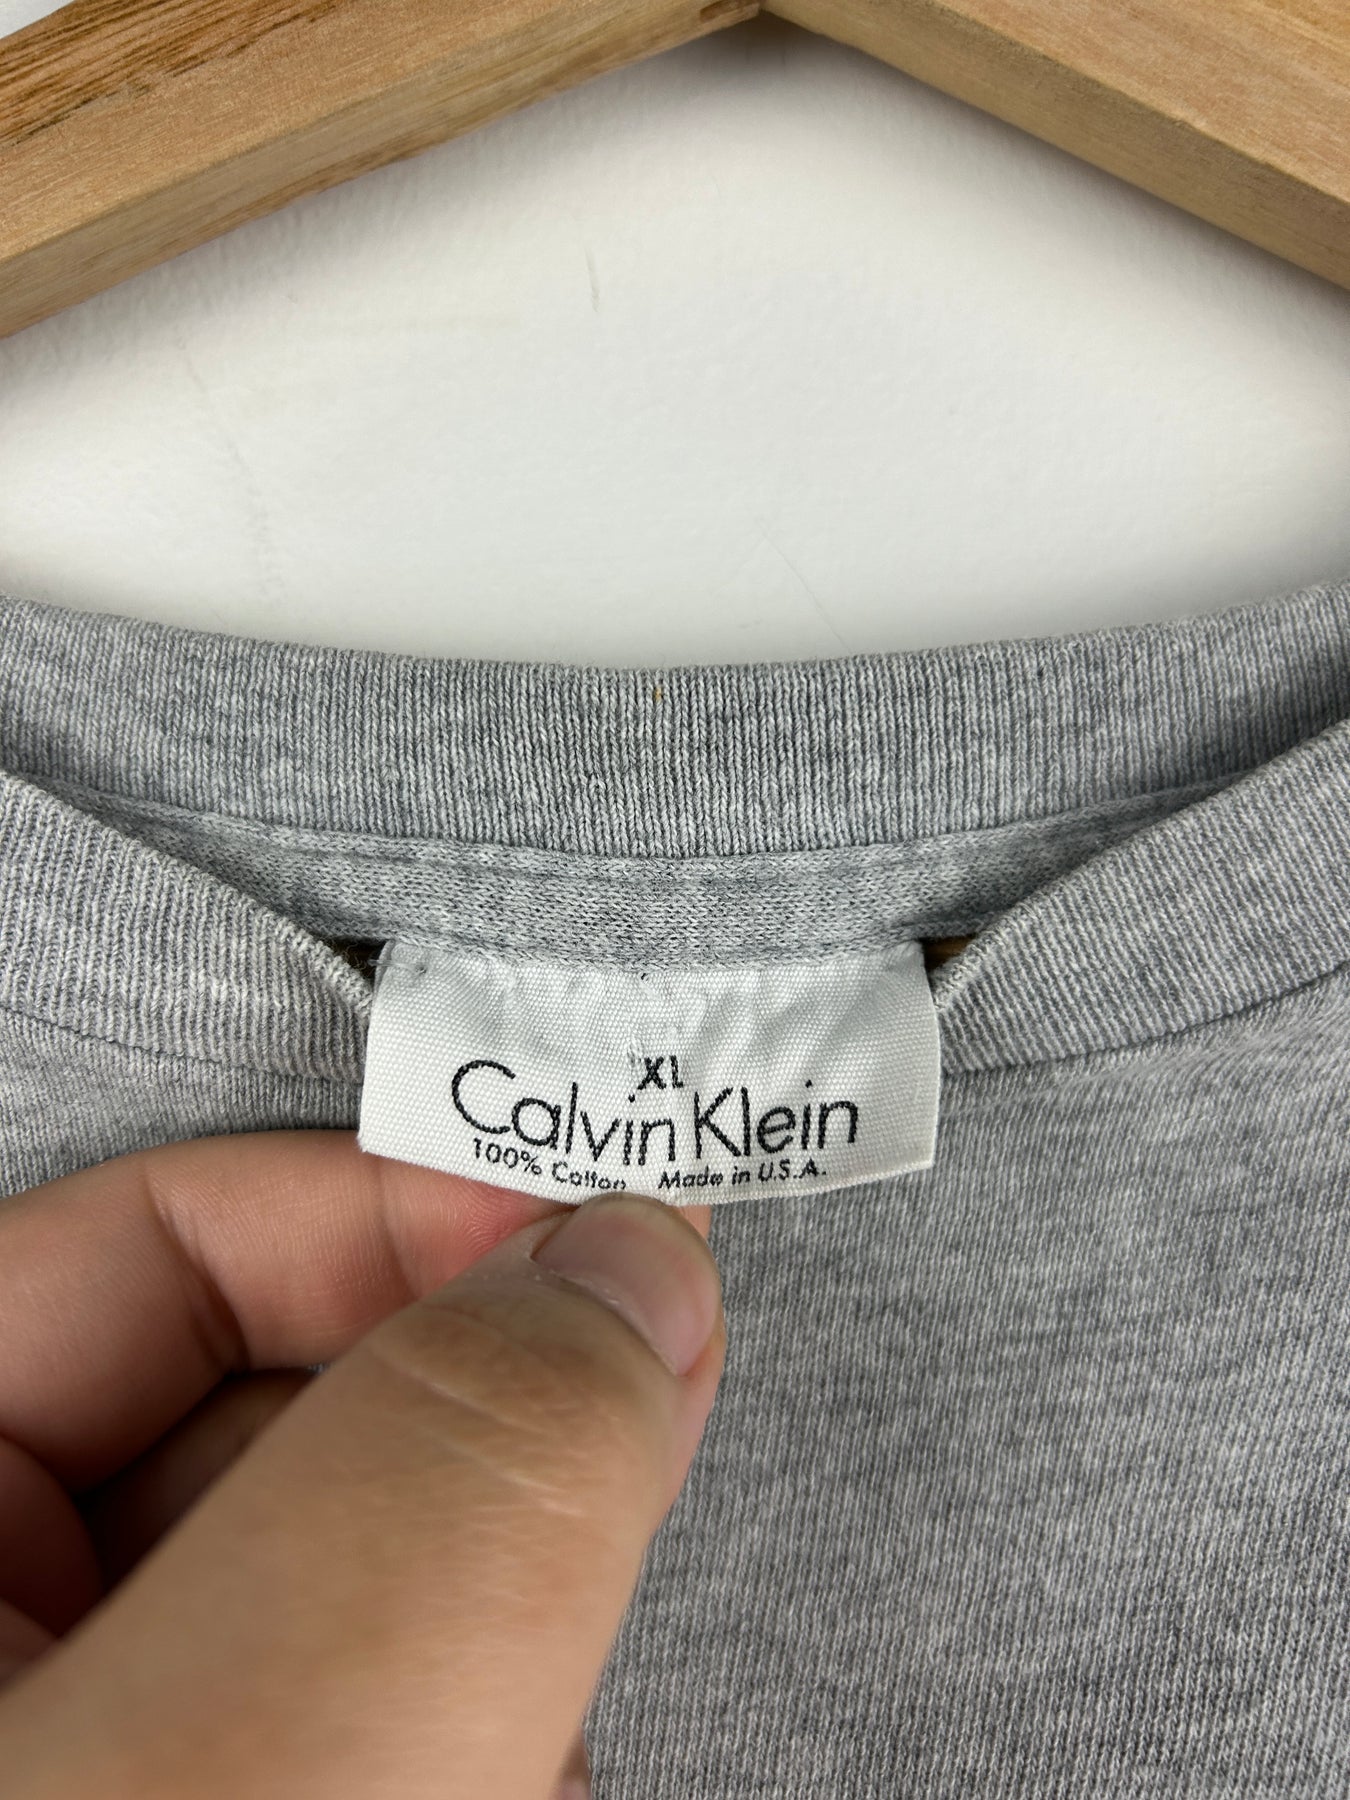 XL
Calvin Klein
100% Cotton Made in U.S.A.